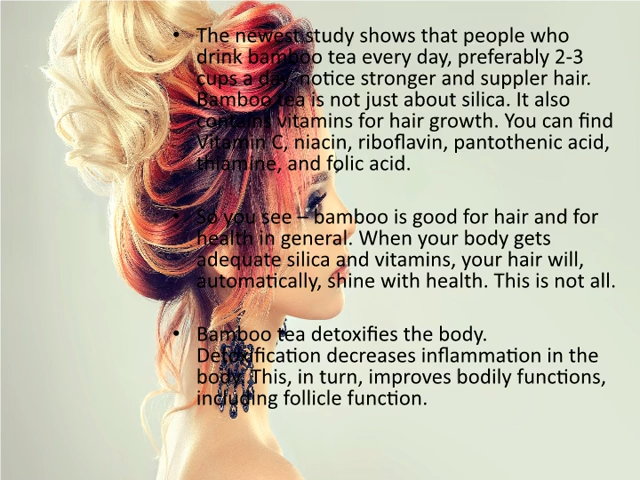 • The newest study shows that people who
drink bamboo tea every day, preferably 2-3
cups a day, notice stronger and suppler hair.
Bamboo tea is not just about silica. It also
contains vitamins for hair growth. You can find
Vitamin C, niacin, riboflavin, pantothenic acid,
thiamine, and folic acid.
• So you see – bamboo is good for hair and for
health in general. When your body gets
adequate silica and vitamins, your hair will,
automatically, shine with health. This is not all.
• Bamboo tea detoxifies the body.
Detoxification decreases inflammation in the
body. This, in turn, improves bodily functions,
including follicle function.